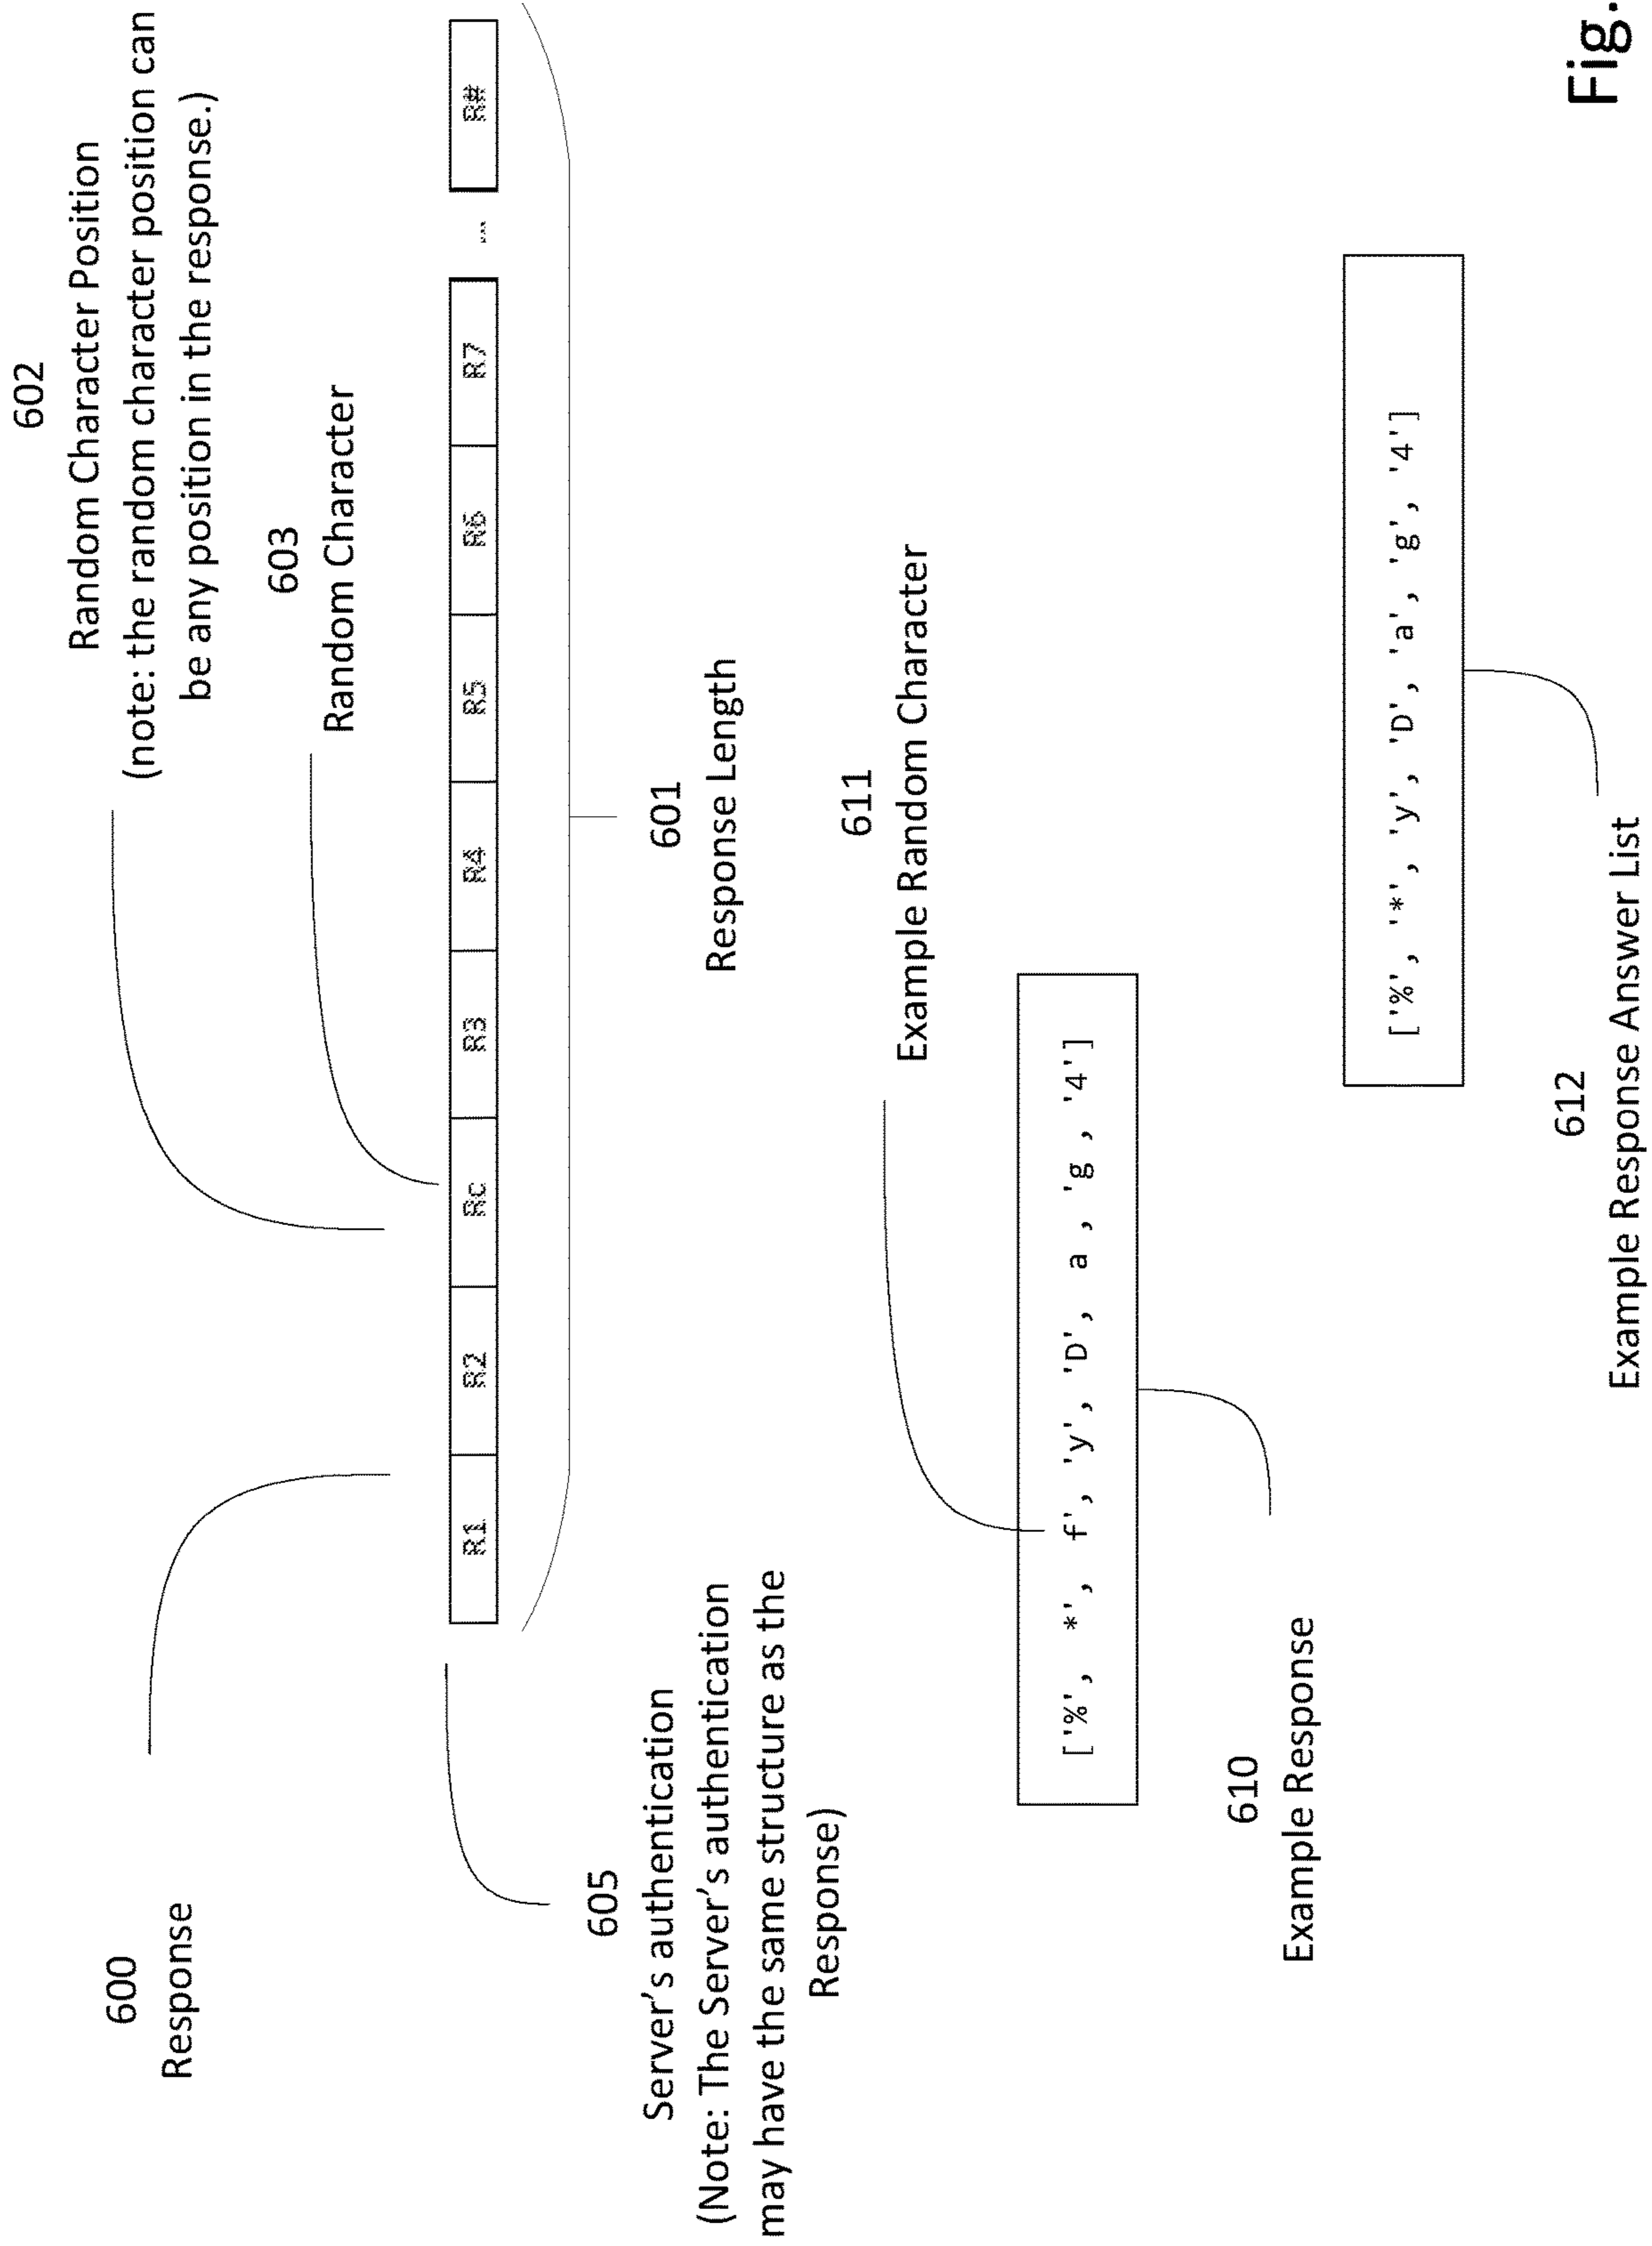 600
Response
602
Random Character Position
(note: the random character position can
be any position in the response.)
603
Random Character
R1 R2 Rc R3 R4 R5 R6 R7 ... R#
605
Server's authentication
(Note: The Server's authentication
may have the same structure as the
Response)
601
Response Length
611
Example Random Character
['%', *', f', 'y', 'D', a , 'g , '4']
610
Example Response
['%', '*', 'y', 'D', 'a', 'g', '4']
612
Example Response Answer List
Fig.